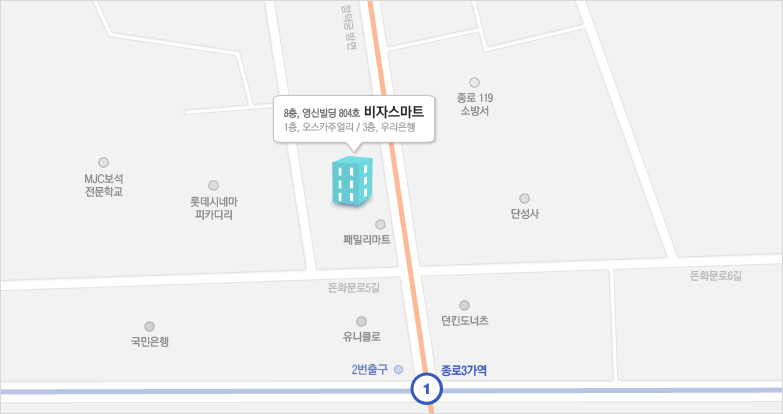 창덕궁 방면
종로 119
소방서
8층, 영신빌딩 804호 비자스마트
1층, 오스카주얼리 / 3층, 우리은행
MJC보석
전문학교
롯데시네마
피카디리
단성사
패밀리마트
돈화문로6길
돈화문로5길
던킨도너츠
국민은행
유니클로
2번출구
1
종로3가역